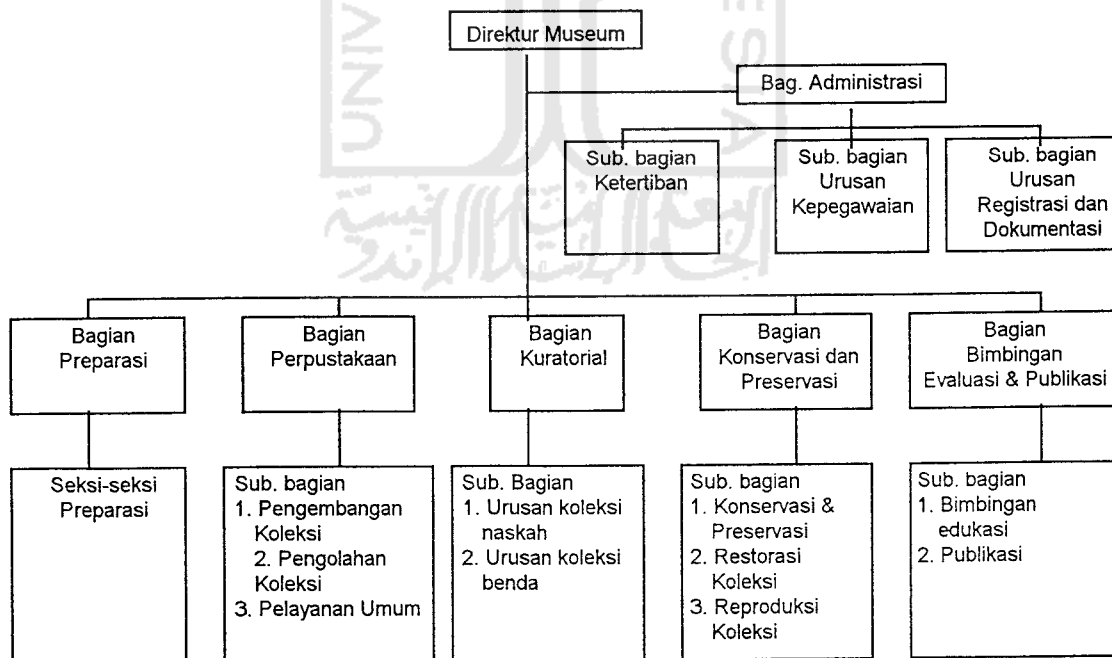 Direktur Museum
Bag. Administrasi
Sub. bagian
Ketertiban
Sub. bagian
Urusan
Kepegawaian
Sub. bagian
Urusan
Registrasi dan
Dokumentasi
Bagian
Preparasi
Bagian
Perpustakaan
Bagian
Kuratorial
Bagian
Konservasi dan
Preservasi
Bagian
Bimbingan
Evaluasi & Publikasi
Seksi-seksi
Preparasi
Sub. bagian
1. Pengembangan
Koleksi
2. Pengolahan
Koleksi
3. Pelayanan Umum
Sub. Bagian
1. Urusan koleksi
naskah
2. Urusan koleksi
benda
Sub. bagian
1. Konservasi &
Preservasi
2. Restorasi
Koleksi
3. Reproduksi
Koleksi
Sub. bagian
1. Bimbingan
edukasi
2. Publikasi